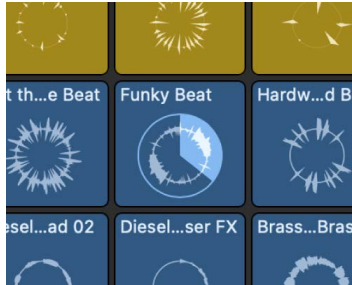 t th...e Beat
Funky Beat
Hardw...d B
esel...ad 02
Diesel...ser FX
Brass...Bras